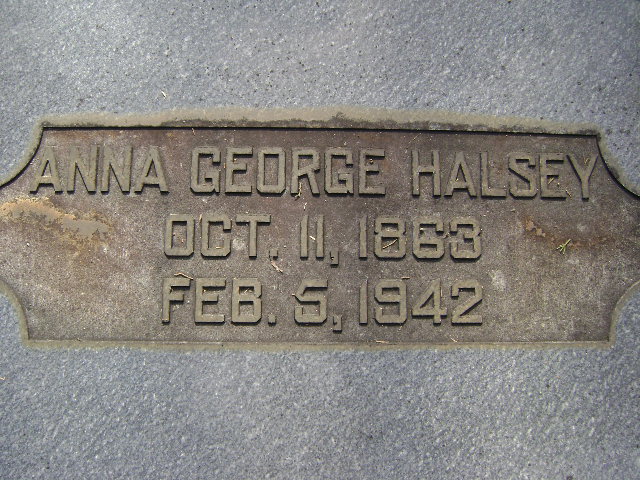 ANNA GEORGE HALSEY
OCT. 11, 1863
FEB. 5, 1942